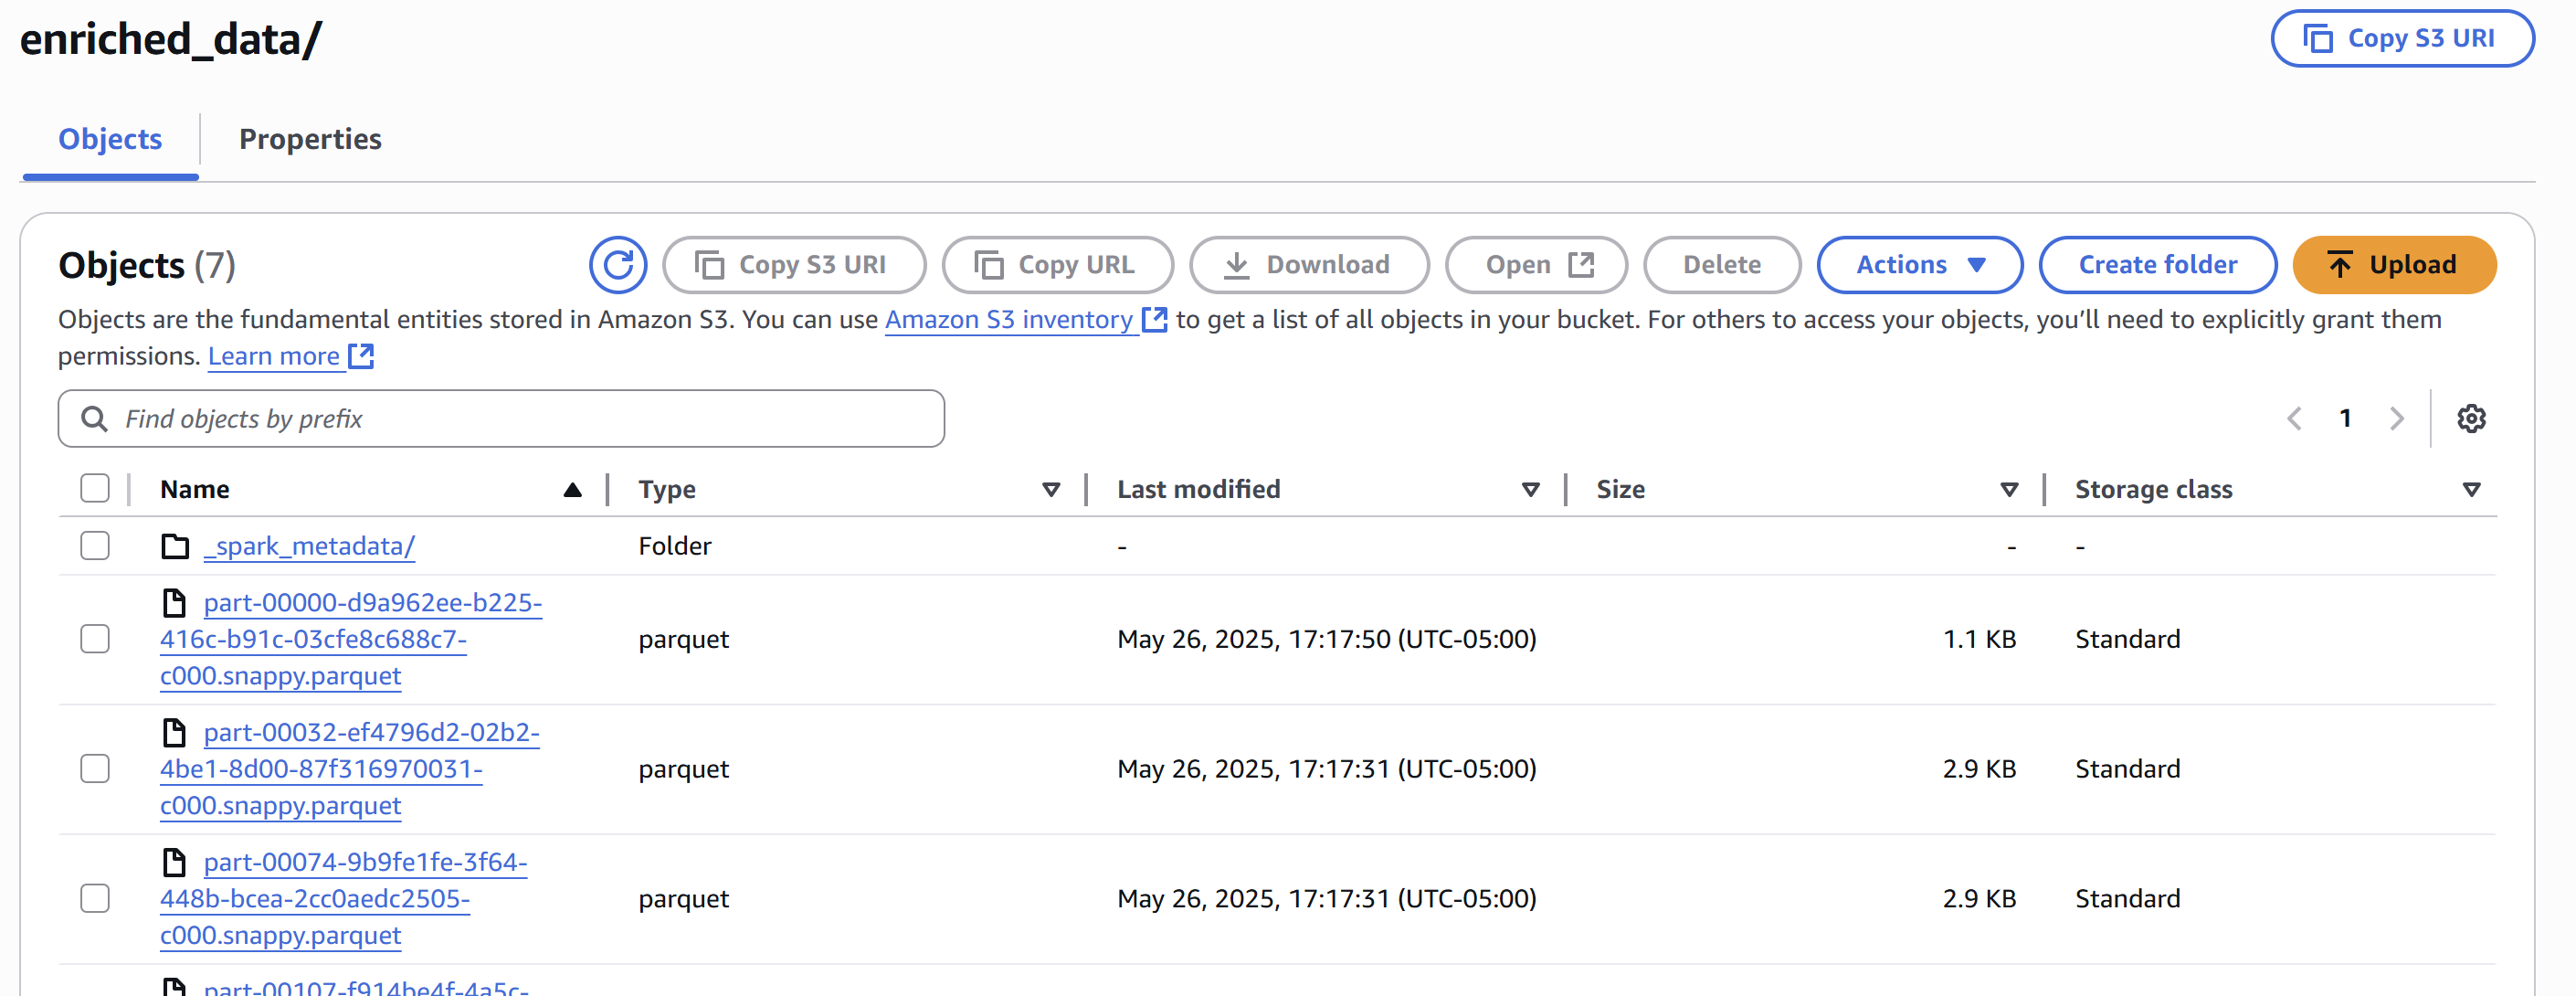 enriched_data/
Copy S3 URI
Objects
Properties
Objects (7)
Copy S3 URI
Copy URL
Download
Open
Delete
Actions
Create folder
Upload
Objects are the fundamental entities stored in Amazon S3. You can use Amazon S3 inventory to get a list of all objects in your bucket. For others to access your objects, you’ll need to explicitly grant them
permissions. Learn more
Find objects by prefix
1
Name
Type
Last modified
Size
Storage class
_spark_metadata/
Folder
-
-
-
part-00000-d9a962ee-b225-
416c-b91c-03cfe8c688c7-
c000.snappy.parquet
parquet
May 26, 2025, 17:17:50 (UTC-05:00)
1.1 KB
Standard
part-00032-ef4796d2-02b2-
4be1-8d00-87f316970031-
c000.snappy.parquet
parquet
May 26, 2025, 17:17:31 (UTC-05:00)
2.9 KB
Standard
part-00074-9b9fe1fe-3f64-
448b-bcea-2cc0aedc2505-
c000.snappy.parquet
parquet
May 26, 2025, 17:17:31 (UTC-05:00)
2.9 KB
Standard
part-00107-f914be4f-4a5c-